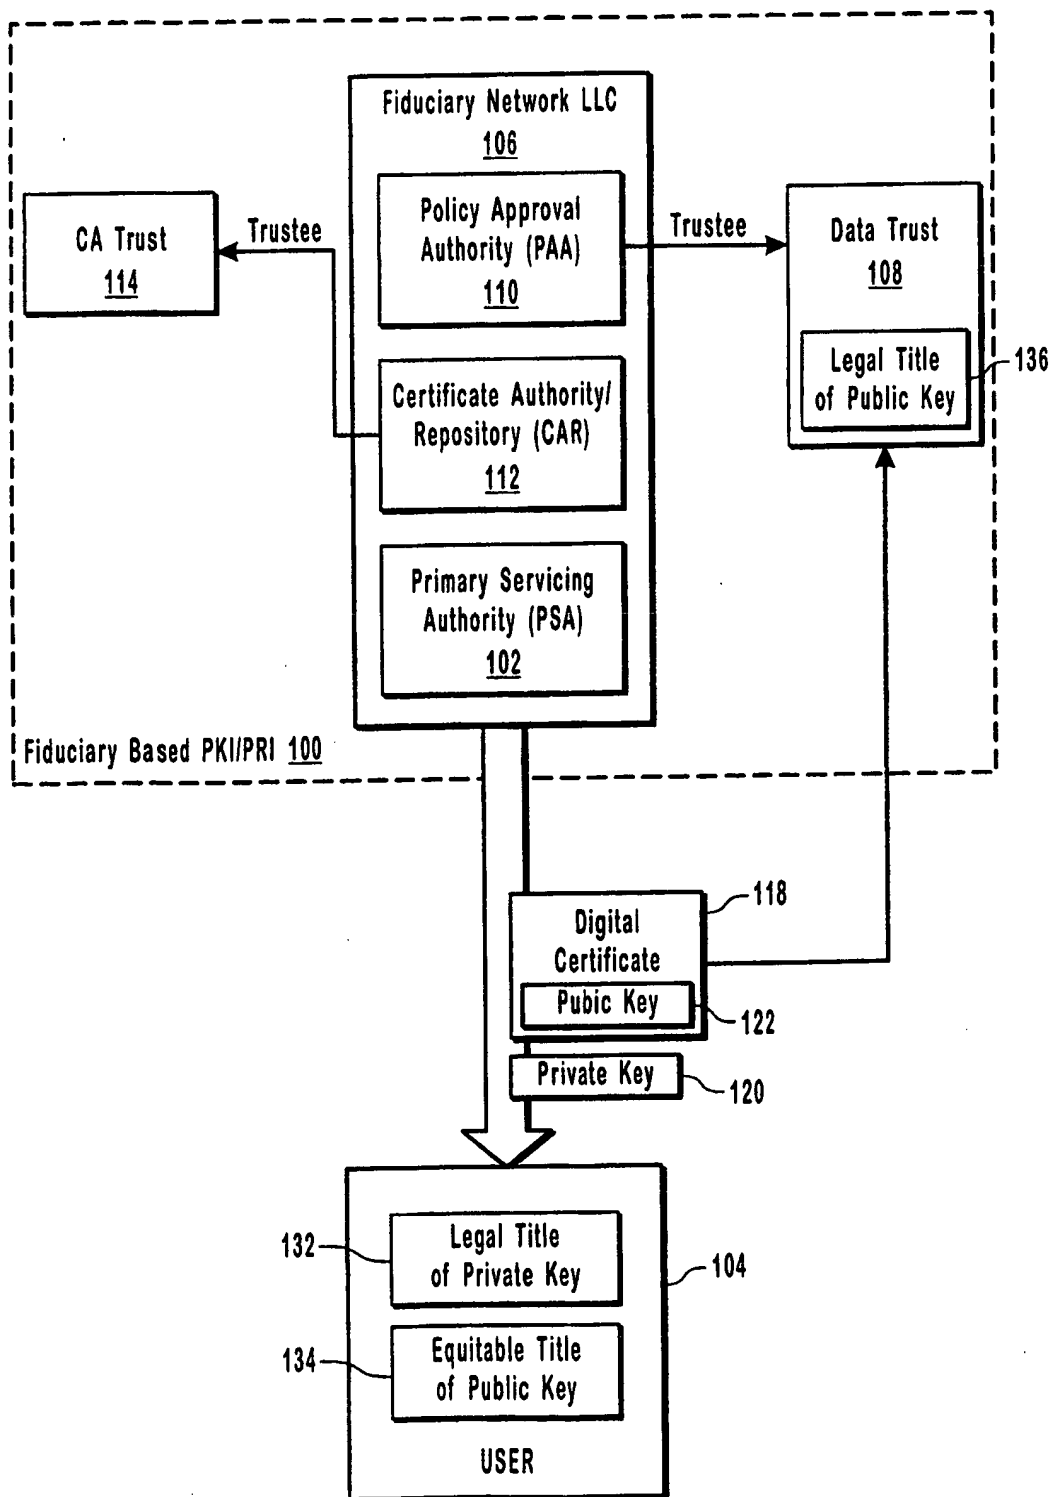 Fiduciary Network LLC
106
Policy Approval
Authority (PAA)
110
CA Trust
114
Trustee
Trustee
Data Trust
108
Legal Title
of Public Key
136
Certificate Authority/
Repository (CAR)
112
Primary Servicing
Authority (PSA)
102
Fiduciary Based PKI/PRI 100
Digital
Certificate
118
Pubic Key
122
Private Key
120
Legal Title
of Private Key
132
104
Equitable Title
of Public Key
134
USER